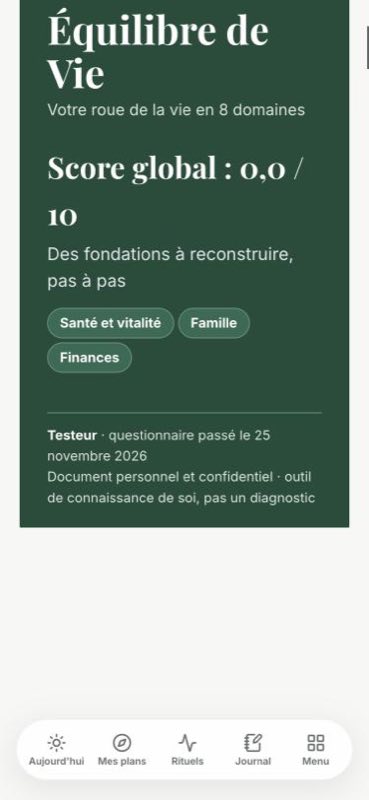 Équilibre de
Vie
Votre roue de la vie en 8 domaines
Score global : 0,0 /
10
Des fondations à reconstruire,
pas à pas
Santé et vitalité Famille
Finances
Testeur · questionnaire passé le 25
novembre 2026
Document personnel et confidentiel · outil
de connaissance de soi, pas un diagnostic
Aujourd'hui Mes plans Rituels Journal Menu